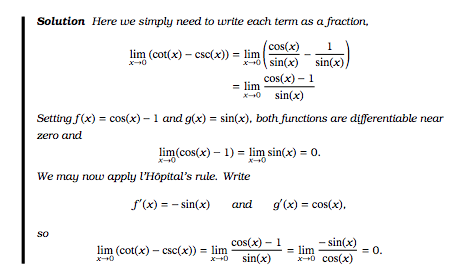 Solution Here we simply need to write each term as a fraction,
lim x→0 (cot(x) − csc(x)) = lim x→0 (cos(x)/sin(x) − 1/sin(x))
= lim x→0 (cos(x) − 1)/sin(x)
Setting f(x) = cos(x) − 1 and g(x) = sin(x), both functions are differentiable near
zero and
lim x→0 (cos(x) − 1) = lim x→0 sin(x) = 0.
We may now apply l'Hôpital's rule. Write
f′(x) = − sin(x) and g′(x) = cos(x),
so
lim x→0 (cot(x) − csc(x)) = lim x→0 (cos(x) − 1)/sin(x) = lim x→0 − sin(x)/cos(x) = 0.